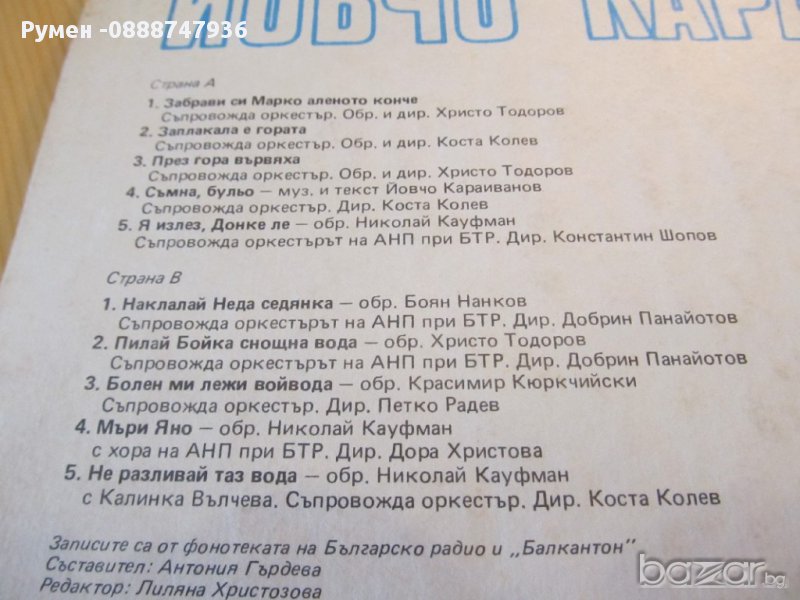 Румен -0888747936
ЙОВЧО
Страна А
1. Забрави си Марко аленото конче
Съпровожда оркестър. Обр. и дир. Христо Тодоров
2. Заплакала е гората
Съпровожда оркестър. Обр. и дир. Коста Колев
3. През гора вървяха
Съпровожда оркестър. Обр. и дир. Христо Тодоров
4. Съмна, бульо — муз. и текст Йовчо Караиванов
Съпровожда оркестър. Дир. Коста Колев
5. Я излез, Донке ле — обр. Николай Кауфман
Съпровожда оркестърът на АНП при БТР. Дир. Константин Шопов
Страна В
1. Наклалай Неда седянка — обр. Боян Нанков
Съпровожда оркестърът на АНП при БТР. Дир. Добрин Панайотов
2. Пилай Бойка снощна вода — обр. Христо Тодоров
Съпровожда оркестърът на АНП при БТР. Дир. Добрин Панайотов
3. Болен ми лежи войвода — обр. Красимир Кюркчийски
Съпровожда оркестър. Дир. Петко Радев
4. Мъри Яно — обр. Николай Кауфман
с хора на АНП при БТР. Дир. Дора Христова
5. Не разливай таз вода — обр. Николай Кауфман
с Калинка Вълчева. Съпровожда оркестър. Дир. Коста Колев
Записите са от фонотеката на Българско радио и „Балкантон"
Съставител: Антония Гърдева
Редактор: Лиляна Христозова
bazar.bg